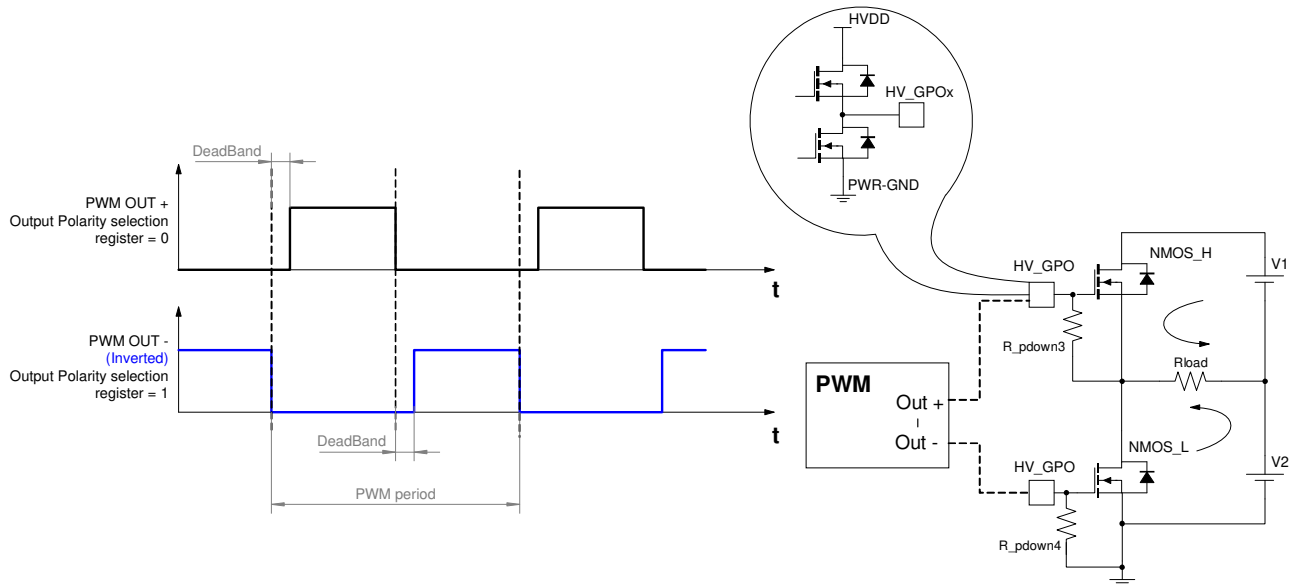 DeadBand
PWM OUT +
Output Polarity selection
register = 0
t
PWM OUT -
(Inverted)
Output Polarity selection
register = 1
t
DeadBand
PWM period
HVDD
HV_GPOx
PWR-GND
HV_GPO
NMOS_H
V1
R_pdown3
Rload
PWM
Out +
-
Out -
HV_GPO
NMOS_L
V2
R_pdown4